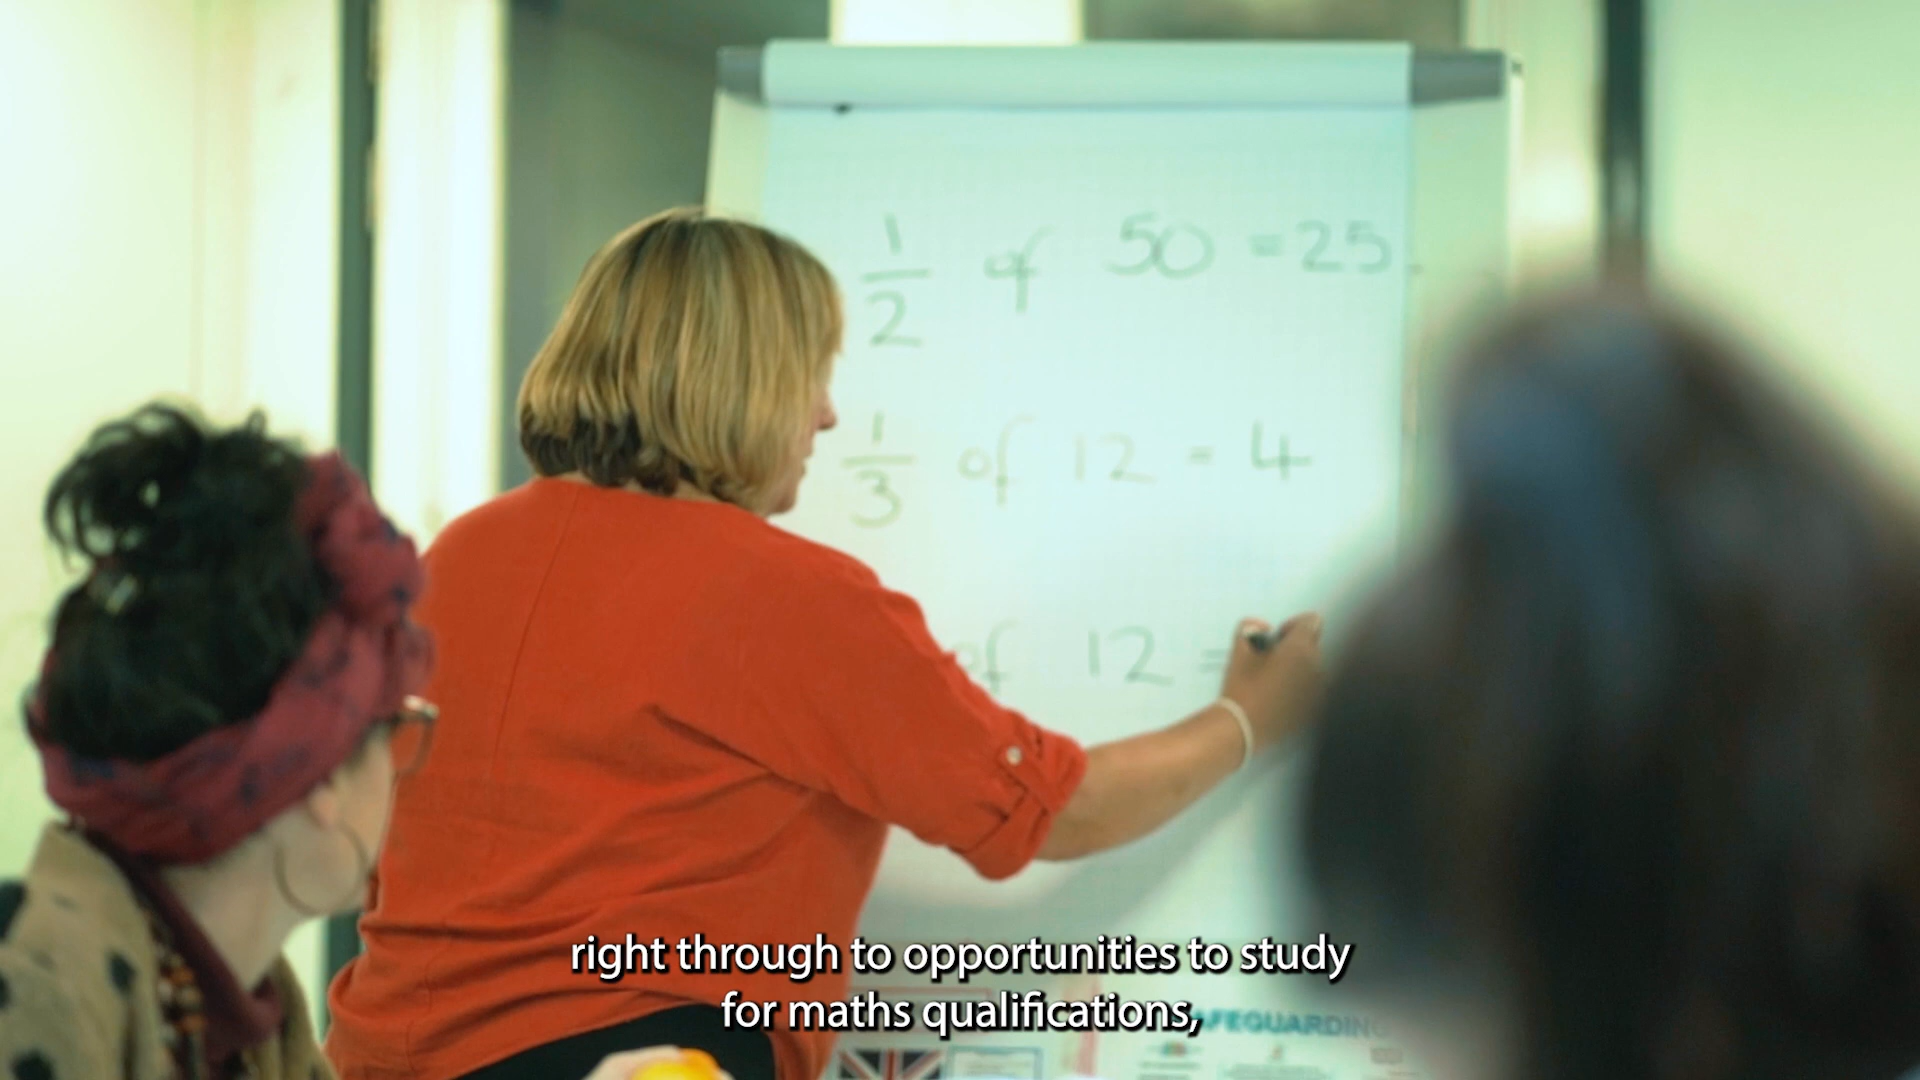 1/2 of 50 = 25
1/3 of 12 = 4
of 12 =
right through to opportunities to study
for maths qualifications,